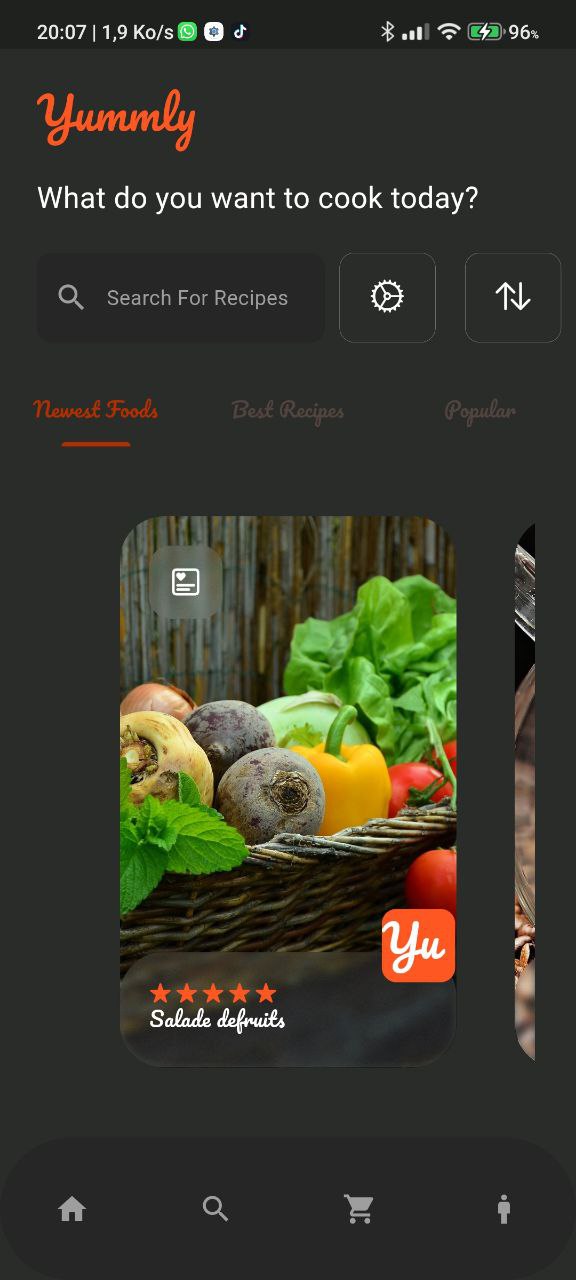 20:07 | 1,9 Ko/s 96%
Yummly
What do you want to cook today?
Search For Recipes
Newest Foods Best Recipes Popular
Yu
Salade defruits